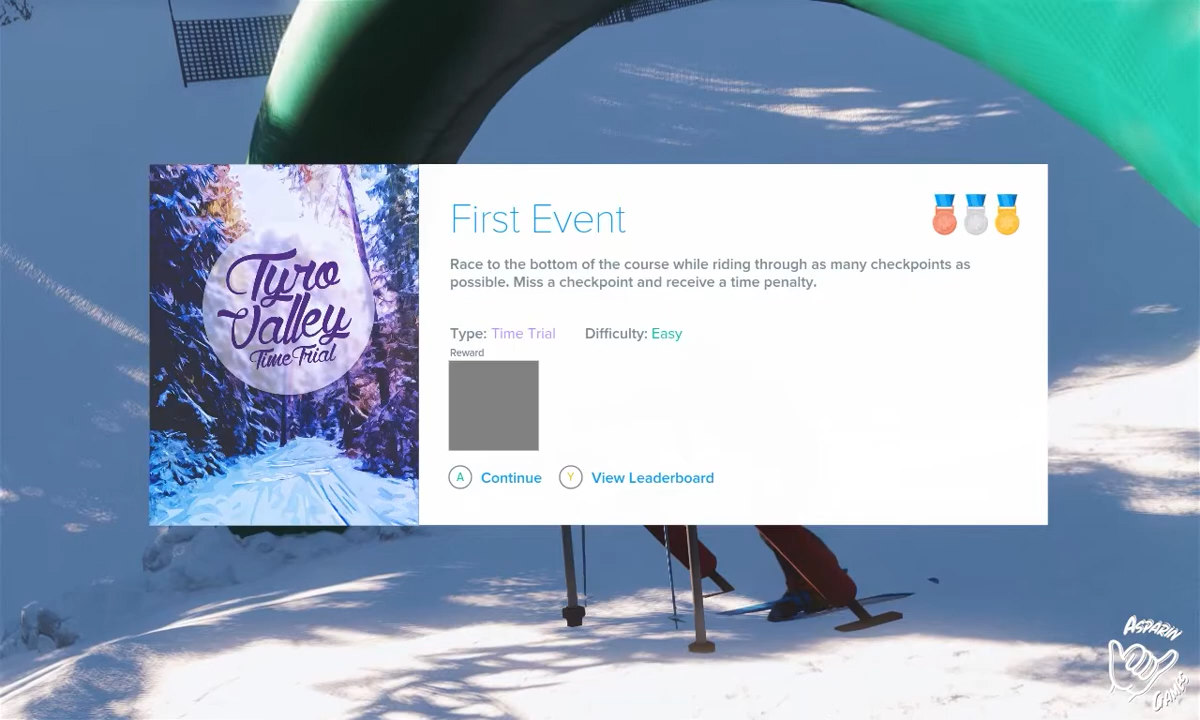 Tyro
Valley
Time Trial
First Event
Race to the bottom of the course while riding through as many checkpoints as
possible. Miss a checkpoint and receive a time penalty.
Type: Time Trial Difficulty: Easy
Reward
A Continue Y View Leaderboard
ASPARIN
GAMES